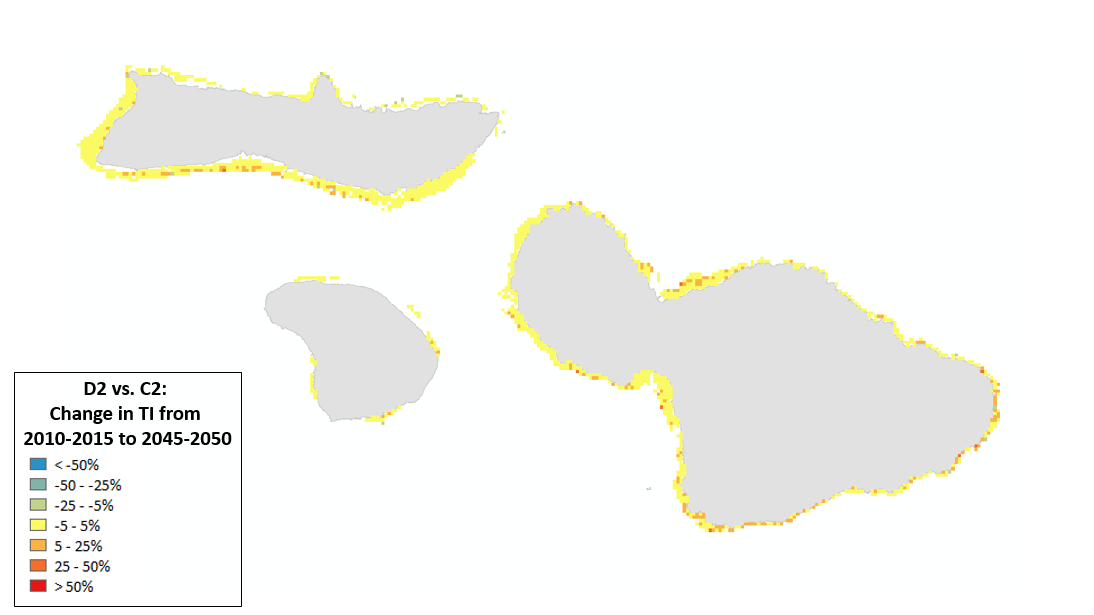 D2 vs. C2:
Change in TI from
2010-2015 to 2045-2050
< -50%
-50 - -25%
-25 - -5%
-5 - 5%
5 - 25%
25 - 50%
> 50%